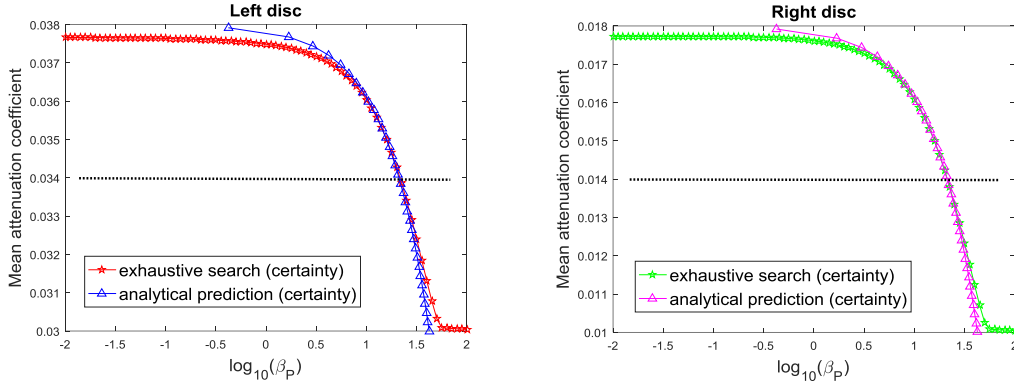 Left disc
Mean attenuation coefficient
0.038
0.037
0.036
0.035
0.034
0.033
0.032
0.031
0.03
exhaustive search (certainty)
analytical prediction (certainty)
-2 -1.5 -1 -0.5 0 0.5 1 1.5 2
log10(βP)
Right disc
Mean attenuation coefficient
0.018
0.017
0.016
0.015
0.014
0.013
0.012
0.011
0.01
exhaustive search (certainty)
analytical prediction (certainty)
-2 -1.5 -1 -0.5 0 0.5 1 1.5 2
log10(βP)